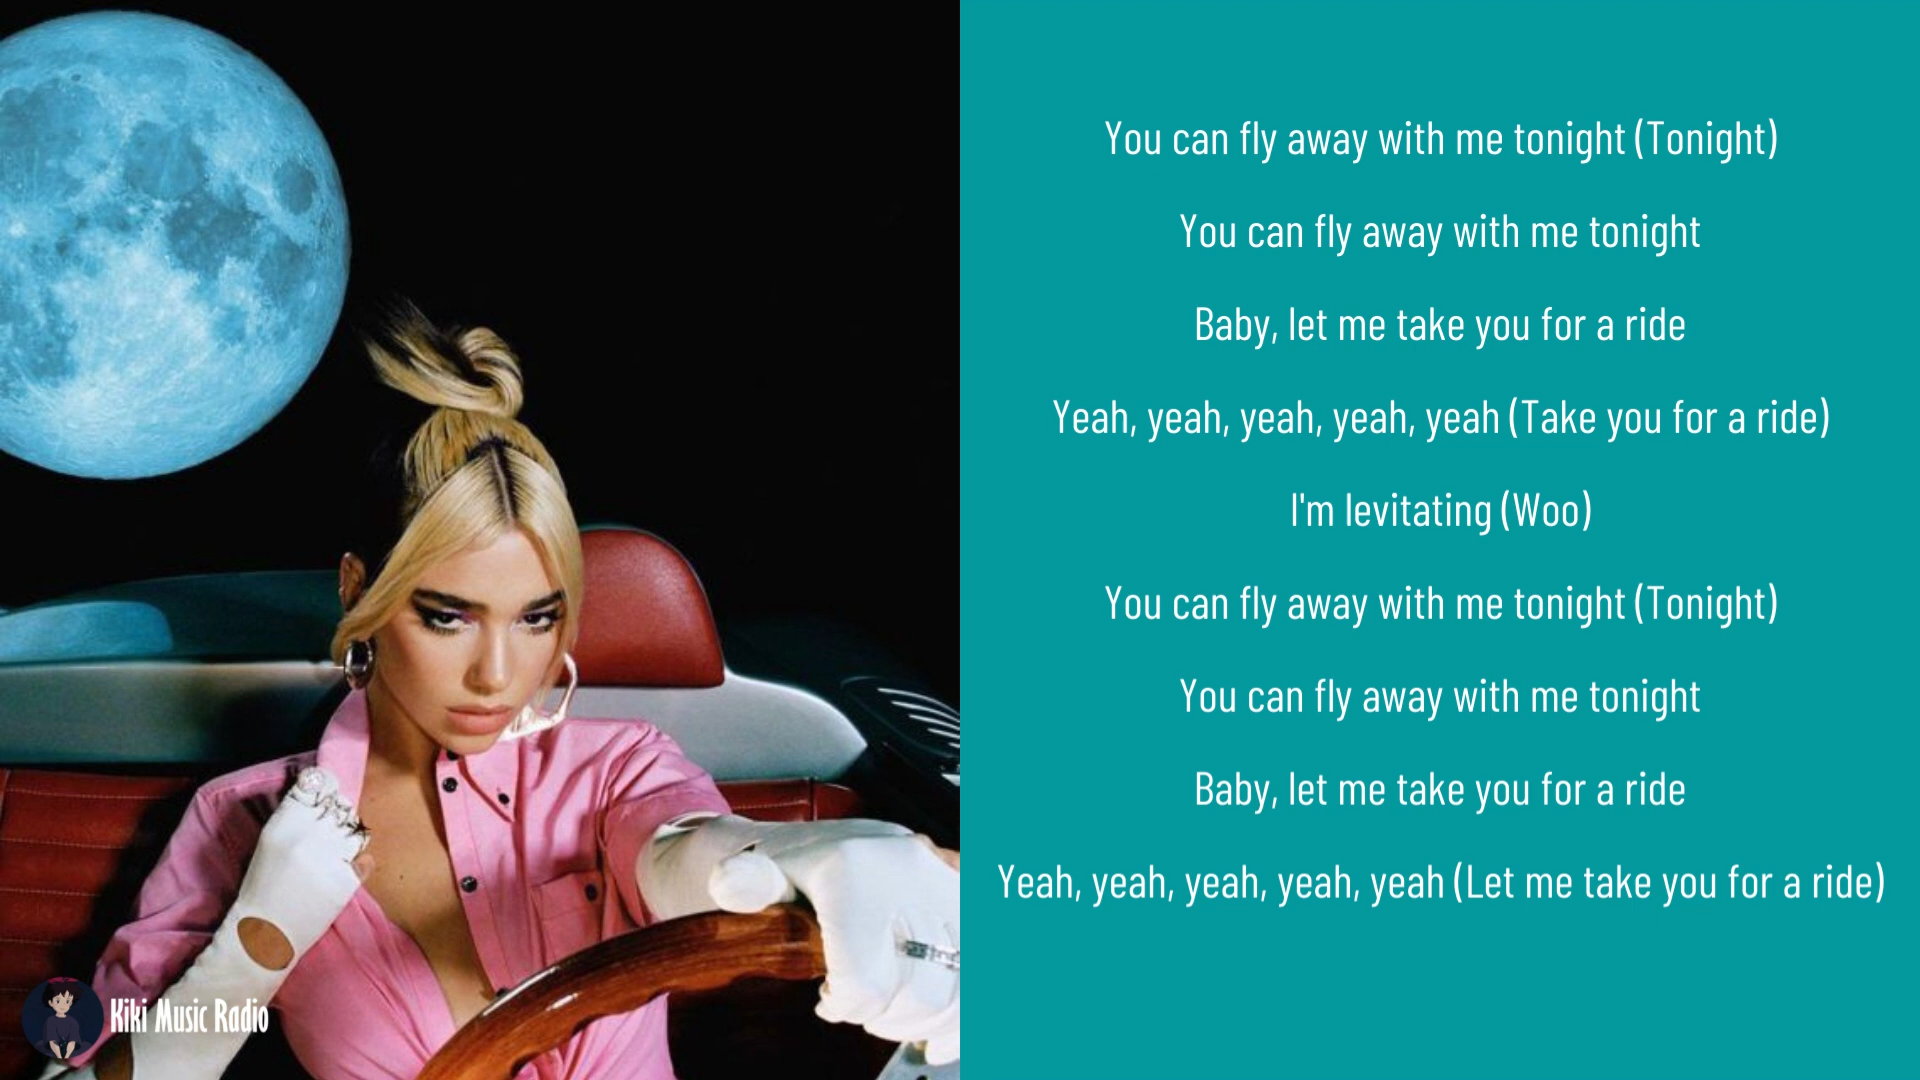 You can fly away with me tonight (Tonight)
You can fly away with me tonight
Baby, let me take you for a ride
Yeah, yeah, yeah, yeah, yeah (Take you for a ride)
I'm levitating (Woo)
You can fly away with me tonight (Tonight)
You can fly away with me tonight
Baby, let me take you for a ride
Yeah, yeah, yeah, yeah, yeah (Let me take you for a ride)
Kiki Music Radio